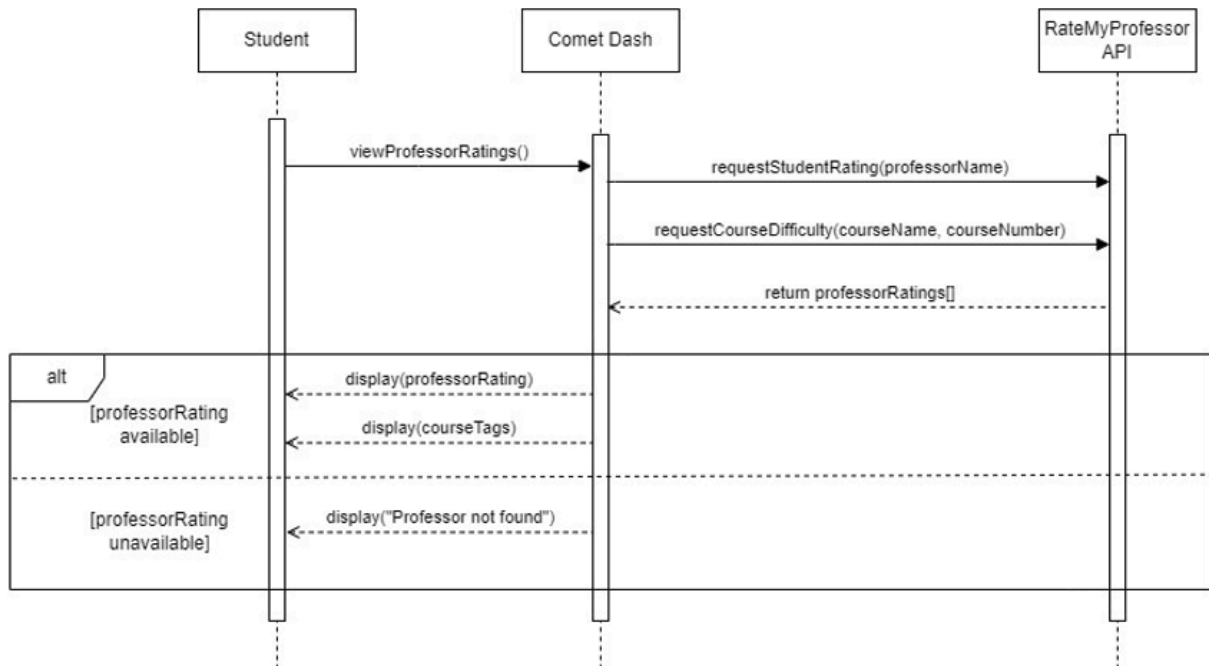 Student
Comet Dash
RateMyProfessor
API
viewProfessorRatings()
requestStudentRating(professorName)
requestCourseDifficulty(courseName, courseNumber)
return professorRatings[]
alt
display(professorRating)
[professorRating
available]
display(courseTags)
[professorRating
unavailable]
display("Professor not found")